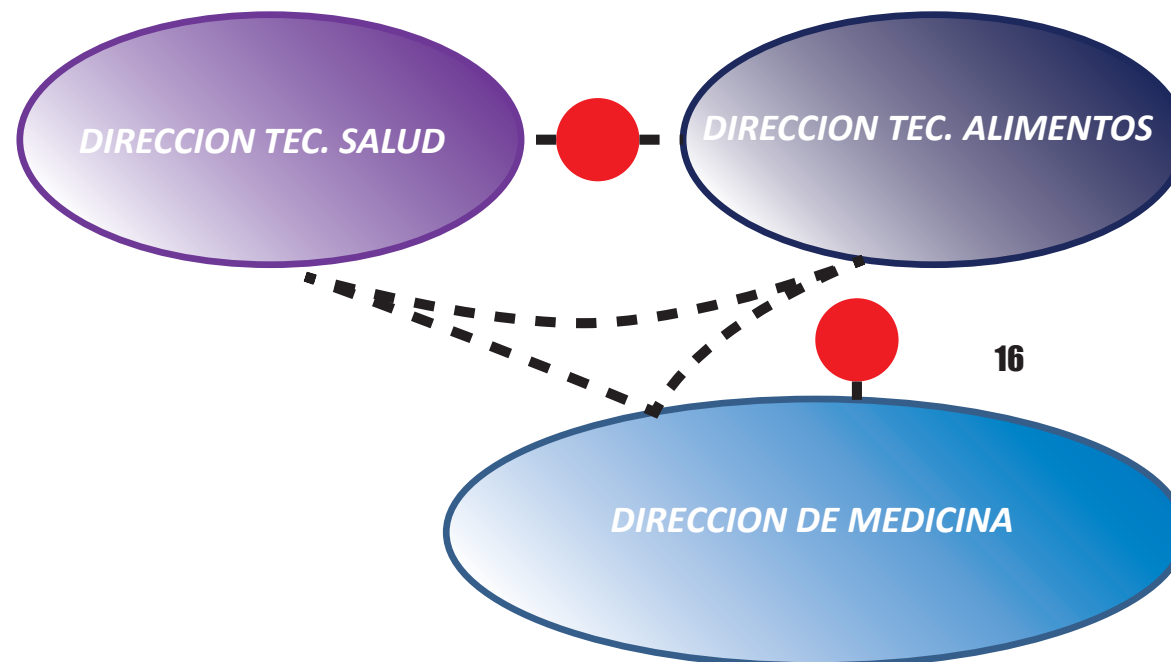 DIRECCION TEC. SALUD
DIRECCION TEC. ALIMENTOS
16
DIRECCION DE MEDICINA